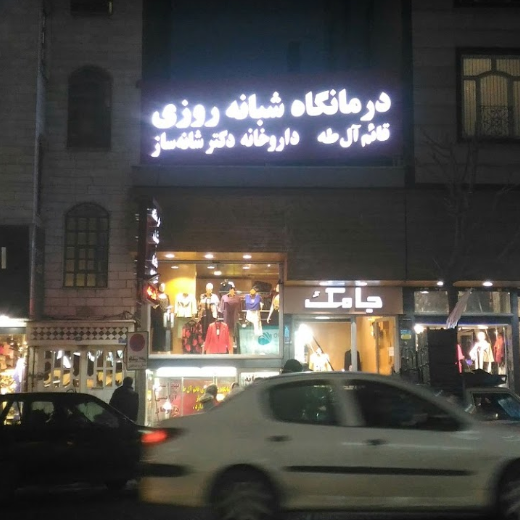 درمانگاه شبانه روزی
قائم آل طه داروخانه دکتر شانه ساز
جامک